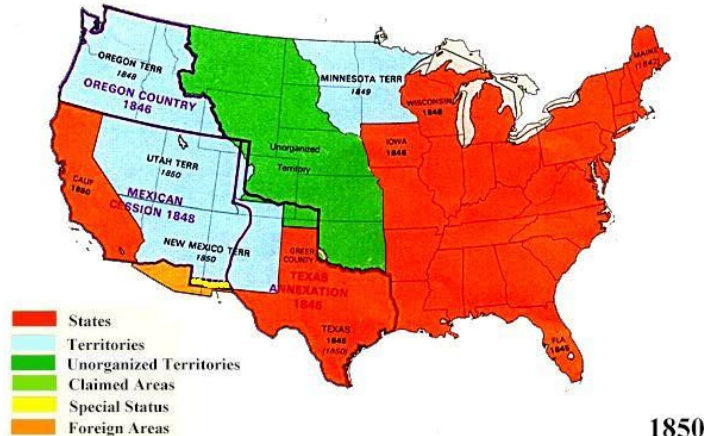 OREGON TERR
1848
OREGON COUNTRY
1846
MINNESOTA TERR
1849
MAINE
(1842)
WISCONSIN
1848
Unorganized
Territory
IOWA
1846
UTAH TERR
1850
CALIF
1850
MEXICAN
CESSION 1848
NEW MEXICO TERR
1850
GREER
COUNTY
TEXAS
ANNEXATION
1845
TEXAS
1845
(1850)
FLA
1845
States
Territories
Unorganized Territories
Claimed Areas
Special Status
Foreign Areas
1850